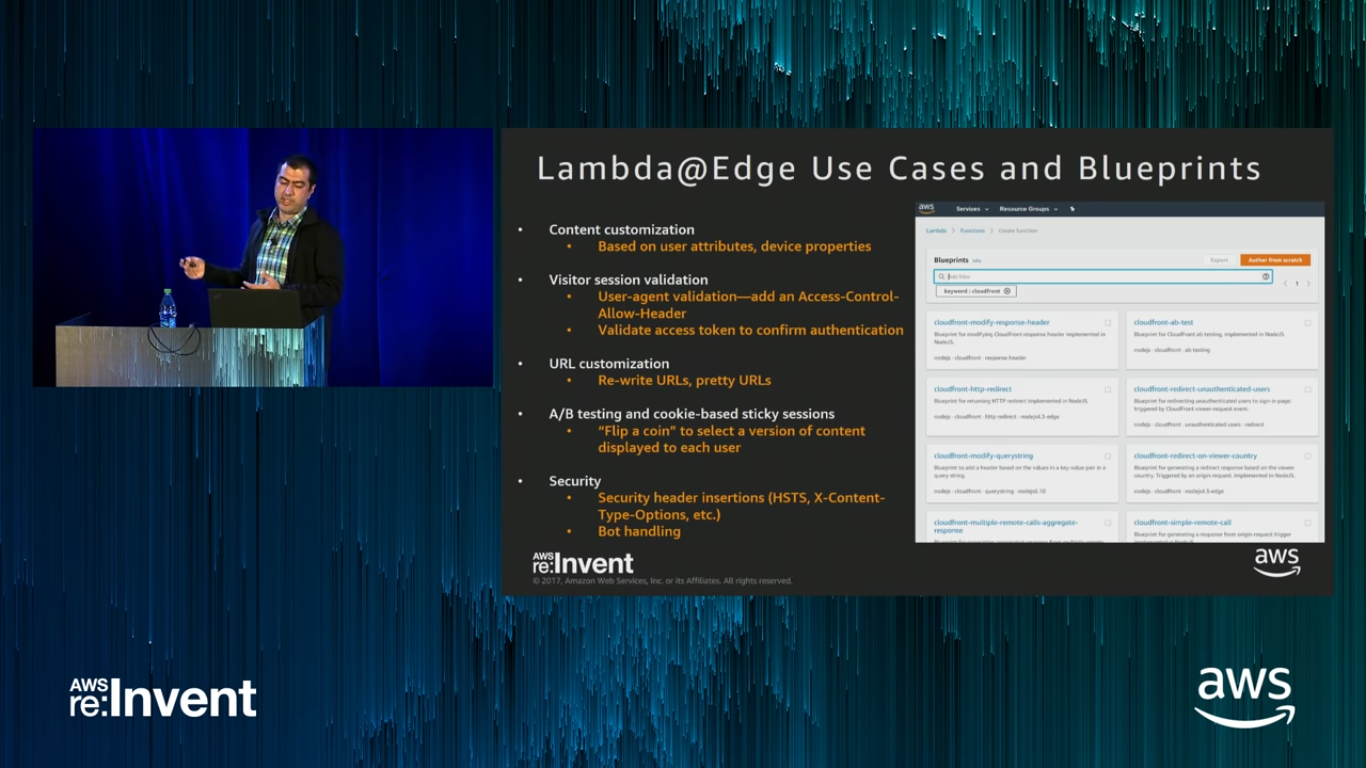 Lambda@Edge Use Cases and Blueprints
• Content customization
• Based on user attributes, device properties
• Visitor session validation
• User-agent validation—add an Access-Control-
Allow-Header
• Validate access token to confirm authentication
• URL customization
• Re-write URLs, pretty URLs
• A/B testing and cookie-based sticky sessions
• “Flip a coin” to select a version of content
displayed to each user
• Security
• Security header insertions (HSTS, X-Content-
Type-Options, etc.)
• Bot handling
aws Services Resource Groups
Lambda > Functions > Create function
Blueprints Info Export Author from scratch
Add filter
keyword : cloudfront
1
cloudfront-modify-response-header
Blueprint for modifying CloudFront response header implemented in
NodeJS.
nodejs · cloudfront · response header
cloudfront-ab-test
Blueprint for CloudFront ab testing, implemented in NodeJS.
nodejs · cloudfront · ab testing
cloudfront-http-redirect
Blueprint for returning HTTP redirect implemented in NodeJS.
nodejs · cloudfront · http-redirect · nodejs4.3-edge
cloudfront-redirect-unauthenticated-users
Blueprint for redirecting unauthenticated users to sign-in page
triggered by CloudFront viewer-request event.
nodejs · cloudfront · unauthenticated users · redirect
cloudfront-modify-querystring
Blueprint to add a header based on the values in a key-value pair in a
query string.
nodejs · cloudfront · querystring · nodejs6.10
cloudfront-redirect-on-viewer-country
Blueprint for generating a redirect response based on the viewer
country. Triggered by an origin-request. Implemented in NodeJS.
nodejs · cloudfront · nodejs4.3-edge
cloudfront-multiple-remote-calls-aggregate-
response
cloudfront-simple-remote-call
Blueprint for generating a response from origin-request trigger
AWS
re:Invent
© 2017, Amazon Web Services, Inc. or its Affiliates. All rights reserved.
aws
AWS
re:Invent
aws